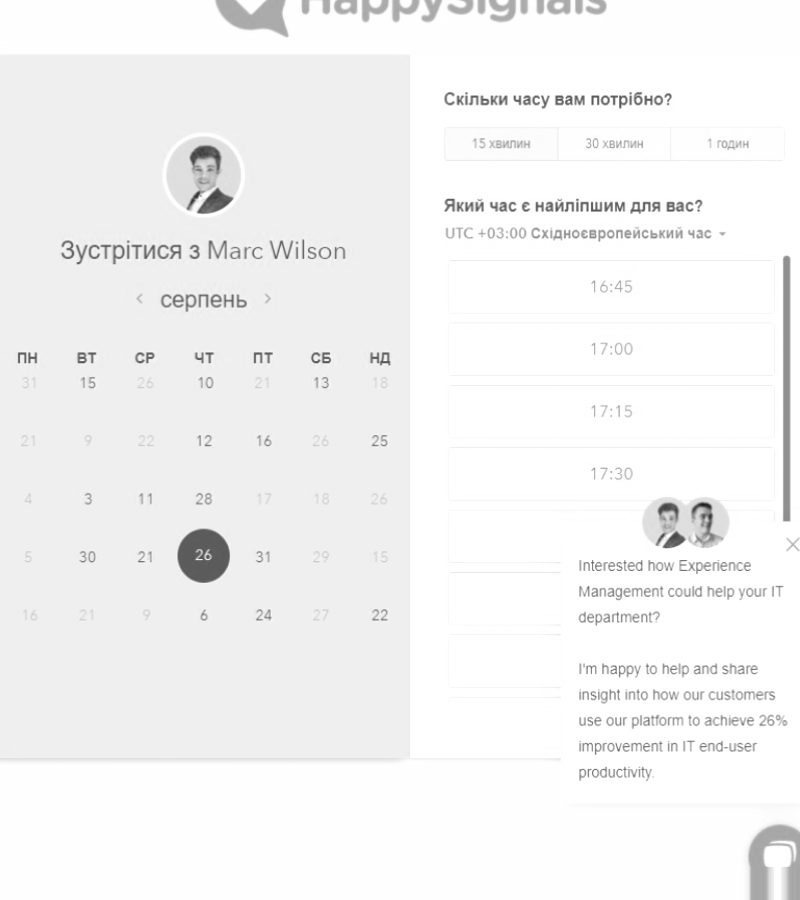 HappySignals
Зустрітися з Marc Wilson
серпень
ПН ВТ СР ЧТ ПТ СБ НД
31 15 26 10 21 13 18
21 9 22 12 16 26 25
4 3 11 28 17 18 26
5 30 21 26 31 29 15
16 21 9 6 24 27 22
Скільки часу вам потрібно?
15 хвилин 30 хвилин 1 годин
Який час є найліпшим для вас?
UTC +03:00 Східноєвропейський час
16:45
17:00
17:15
17:30
Interested how Experience
Management could help your IT
department?
I'm happy to help and share
insight into how our customers
use our platform to achieve 26%
improvement in IT end-user
productivity.